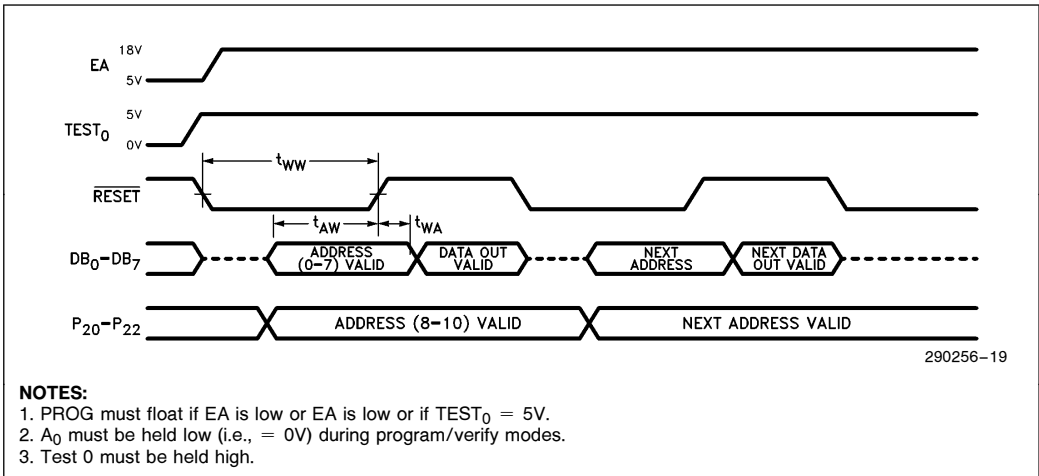 18V
EA
5V
5V
TEST0
0V
tWW
RESET
tAW
tWA
DB0–DB7
ADDRESS
(0–7) VALID
DATA OUT
VALID
NEXT
ADDRESS
NEXT DATA
OUT VALID
P20–P22
ADDRESS (8–10) VALID
NEXT ADDRESS VALID
290256–19
NOTES:
1. PROG must float if EA is low or EA is low or if TEST0 = 5V.
2. A0 must be held low (i.e., = 0V) during program/verify modes.
3. Test 0 must be held high.